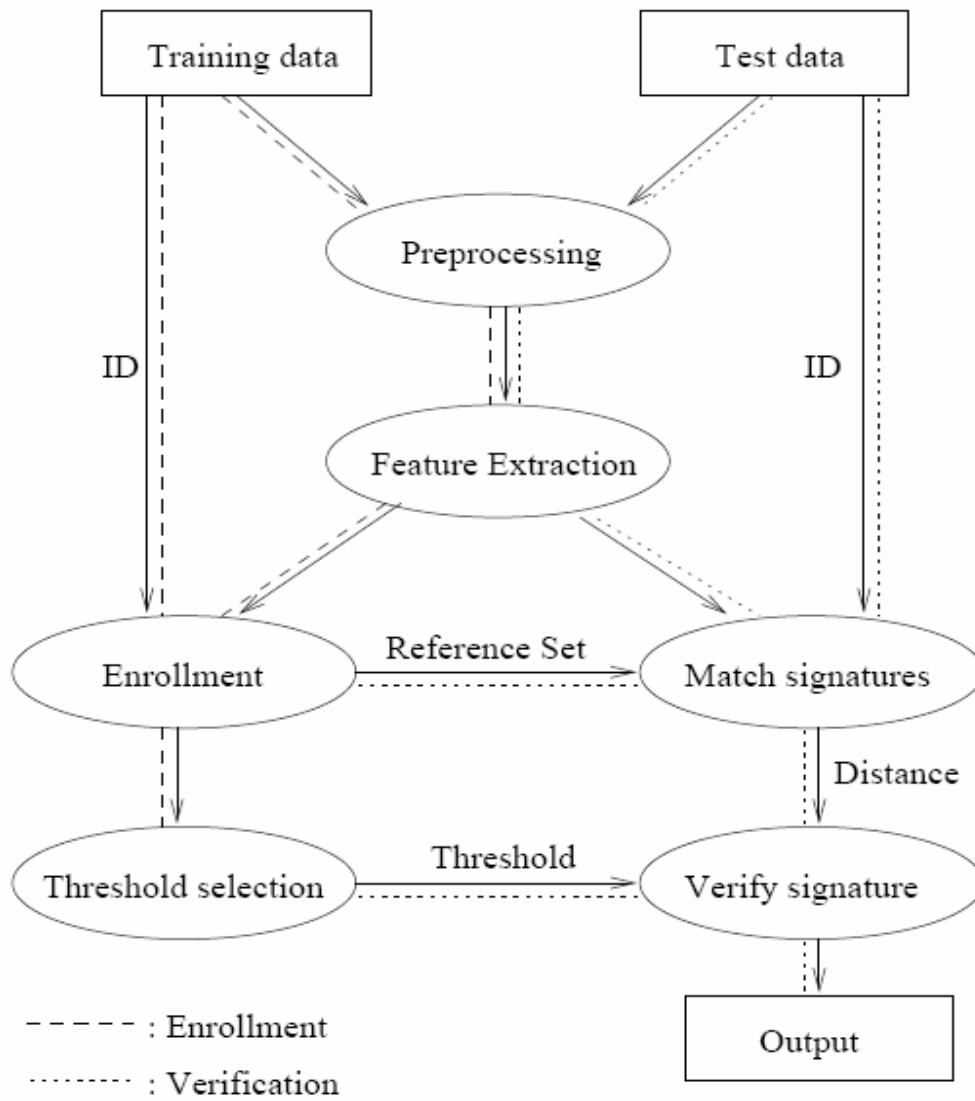 Training data
Test data
Preprocessing
ID
ID
Feature Extraction
Reference Set
Enrollment
Match signatures
Distance
Threshold
Threshold selection
Verify signature
: Enrollment
Output
: Verification